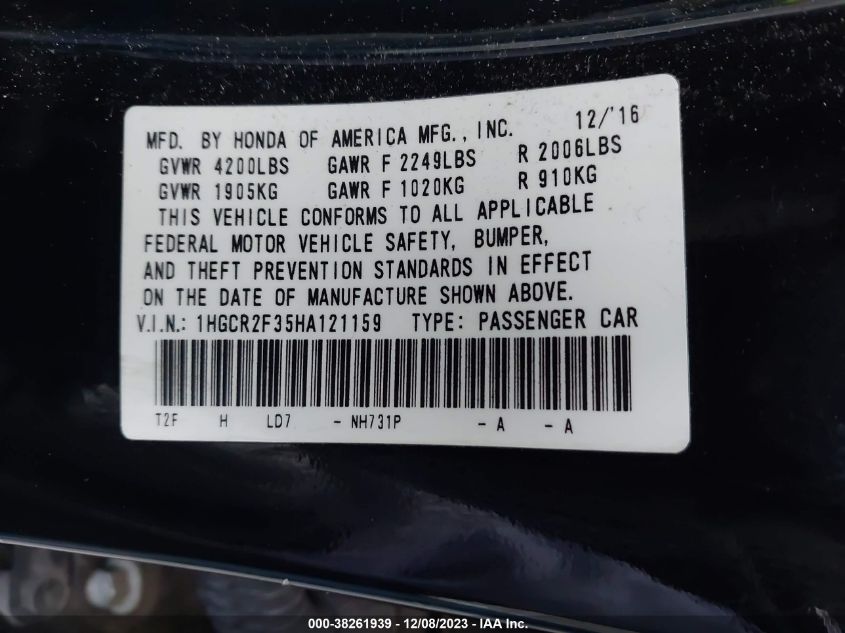 MFD. BY HONDA OF AMERICA MFG., INC. 12/'16
GVWR 4200LBS GAWR F 2249LBS R 2006LBS
GVWR 1905KG GAWR F 1020KG R 910KG
THIS VEHICLE CONFORMS TO ALL APPLICABLE
FEDERAL MOTOR VEHICLE SAFETY, BUMPER,
AND THEFT PREVENTION STANDARDS IN EFFECT
ON THE DATE OF MANUFACTURE SHOWN ABOVE.
V.I.N.: 1HGCR2F35HA121159 TYPE: PASSENGER CAR
T2F H LD7 - NH731P - A - A
000-38261939 - 12/08/2023 - IAA Inc.